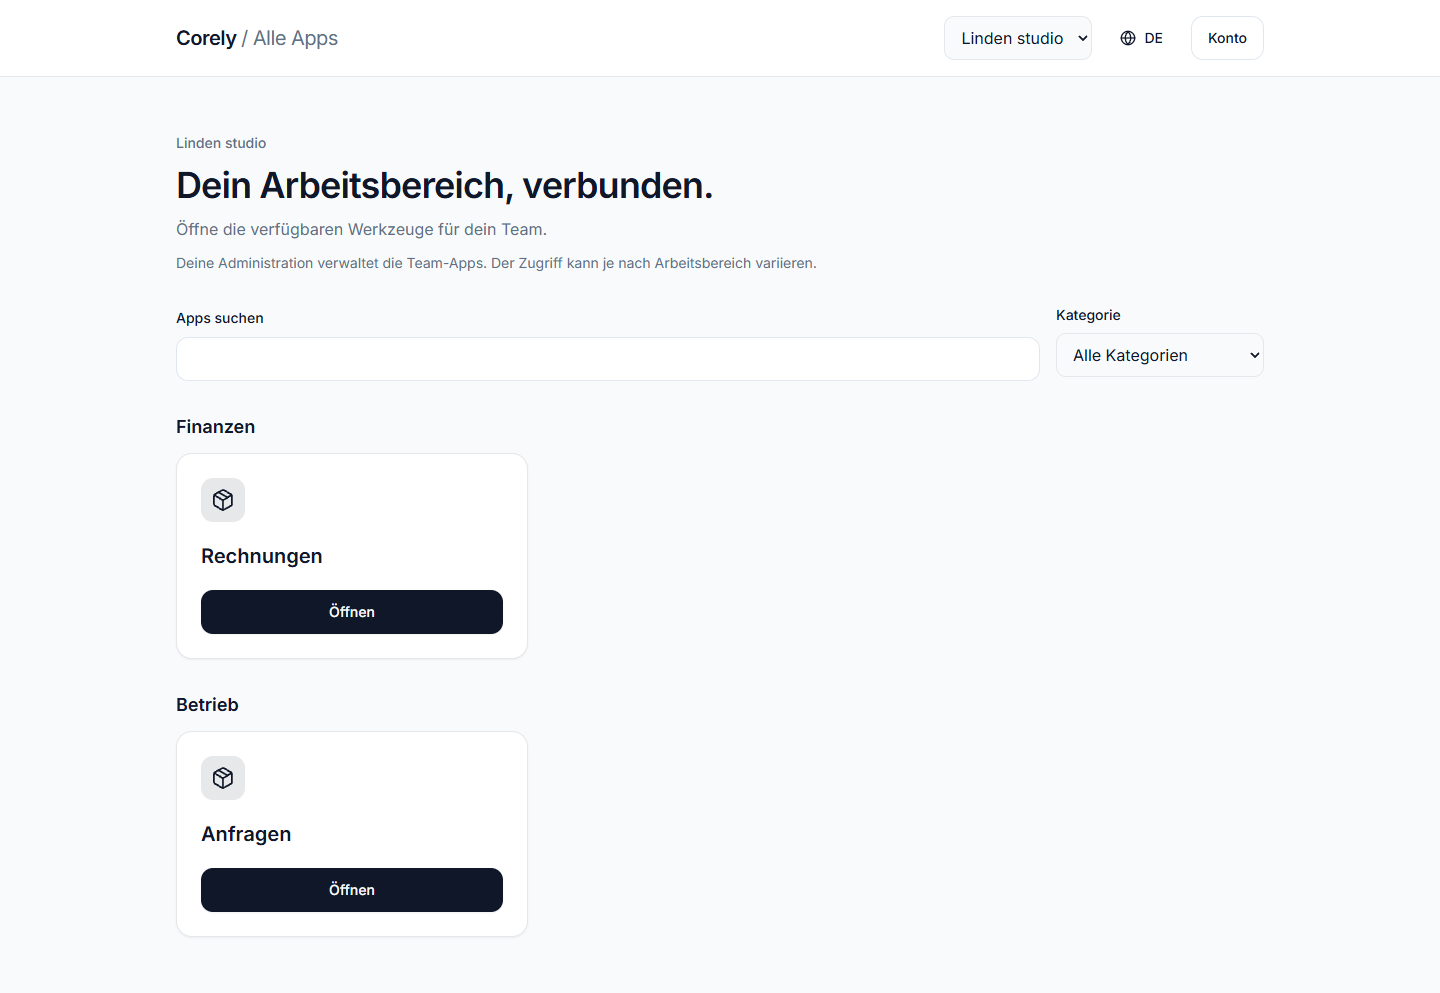 Corely / Alle Apps
Linden studio
DE
Konto
Linden studio
Dein Arbeitsbereich, verbunden.
Öffne die verfügbaren Werkzeuge für dein Team.
Deine Administration verwaltet die Team-Apps. Der Zugriff kann je nach Arbeitsbereich variieren.
Apps suchen
Kategorie
Alle Kategorien
Finanzen
Rechnungen
Öffnen
Betrieb
Anfragen
Öffnen